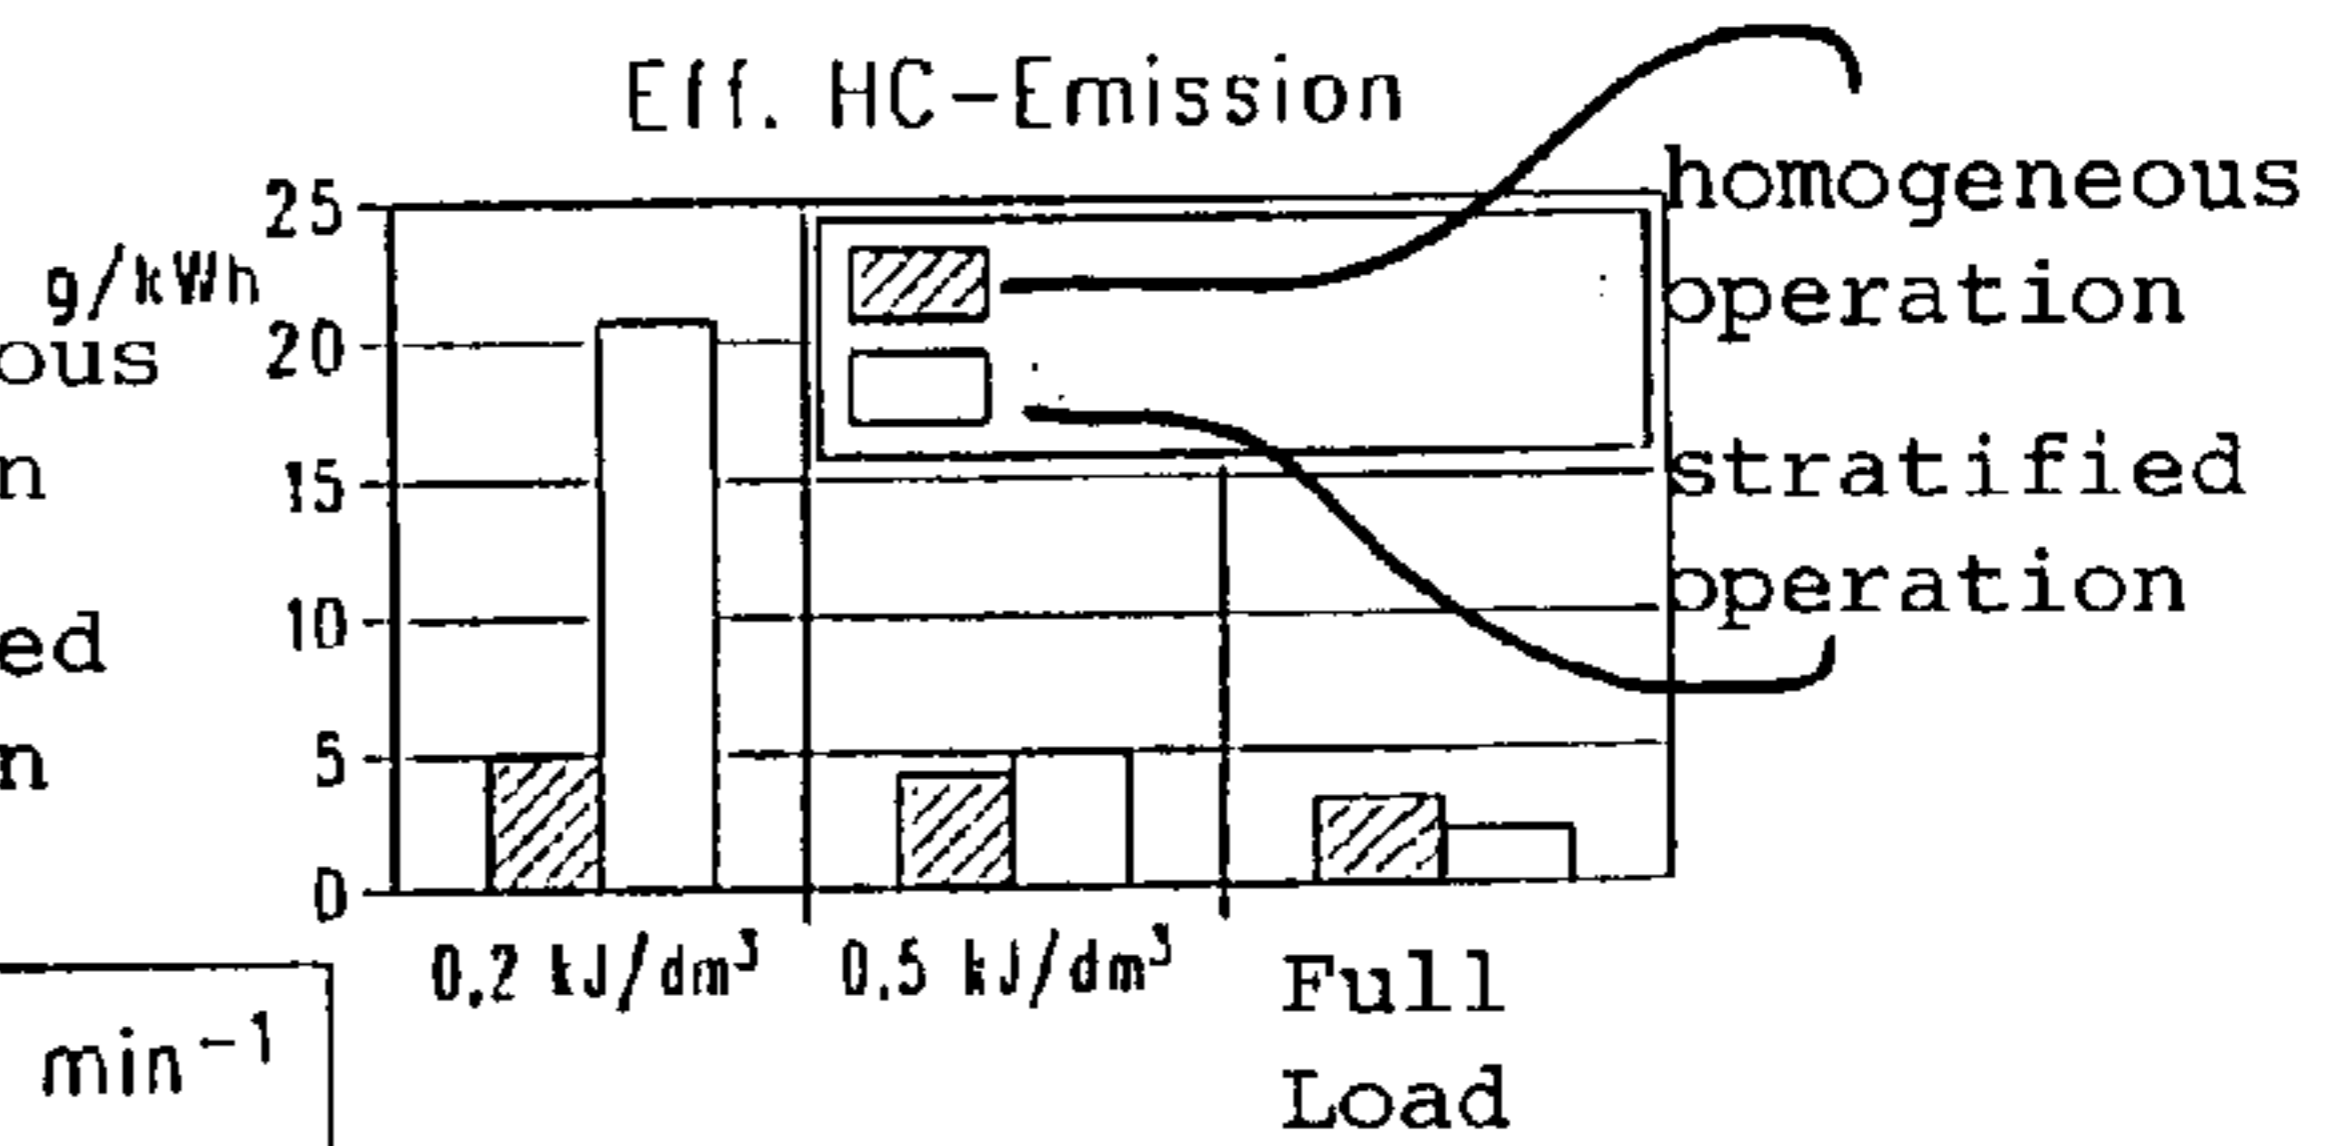 Eff. HC-Emission
25
g/kWh
20
15
10
5
0
homogeneous
operation
stratified
operation
ous
n
ed
n
0,2 kJ/dm³
0,5 kJ/dm³
Full
Load
min⁻¹